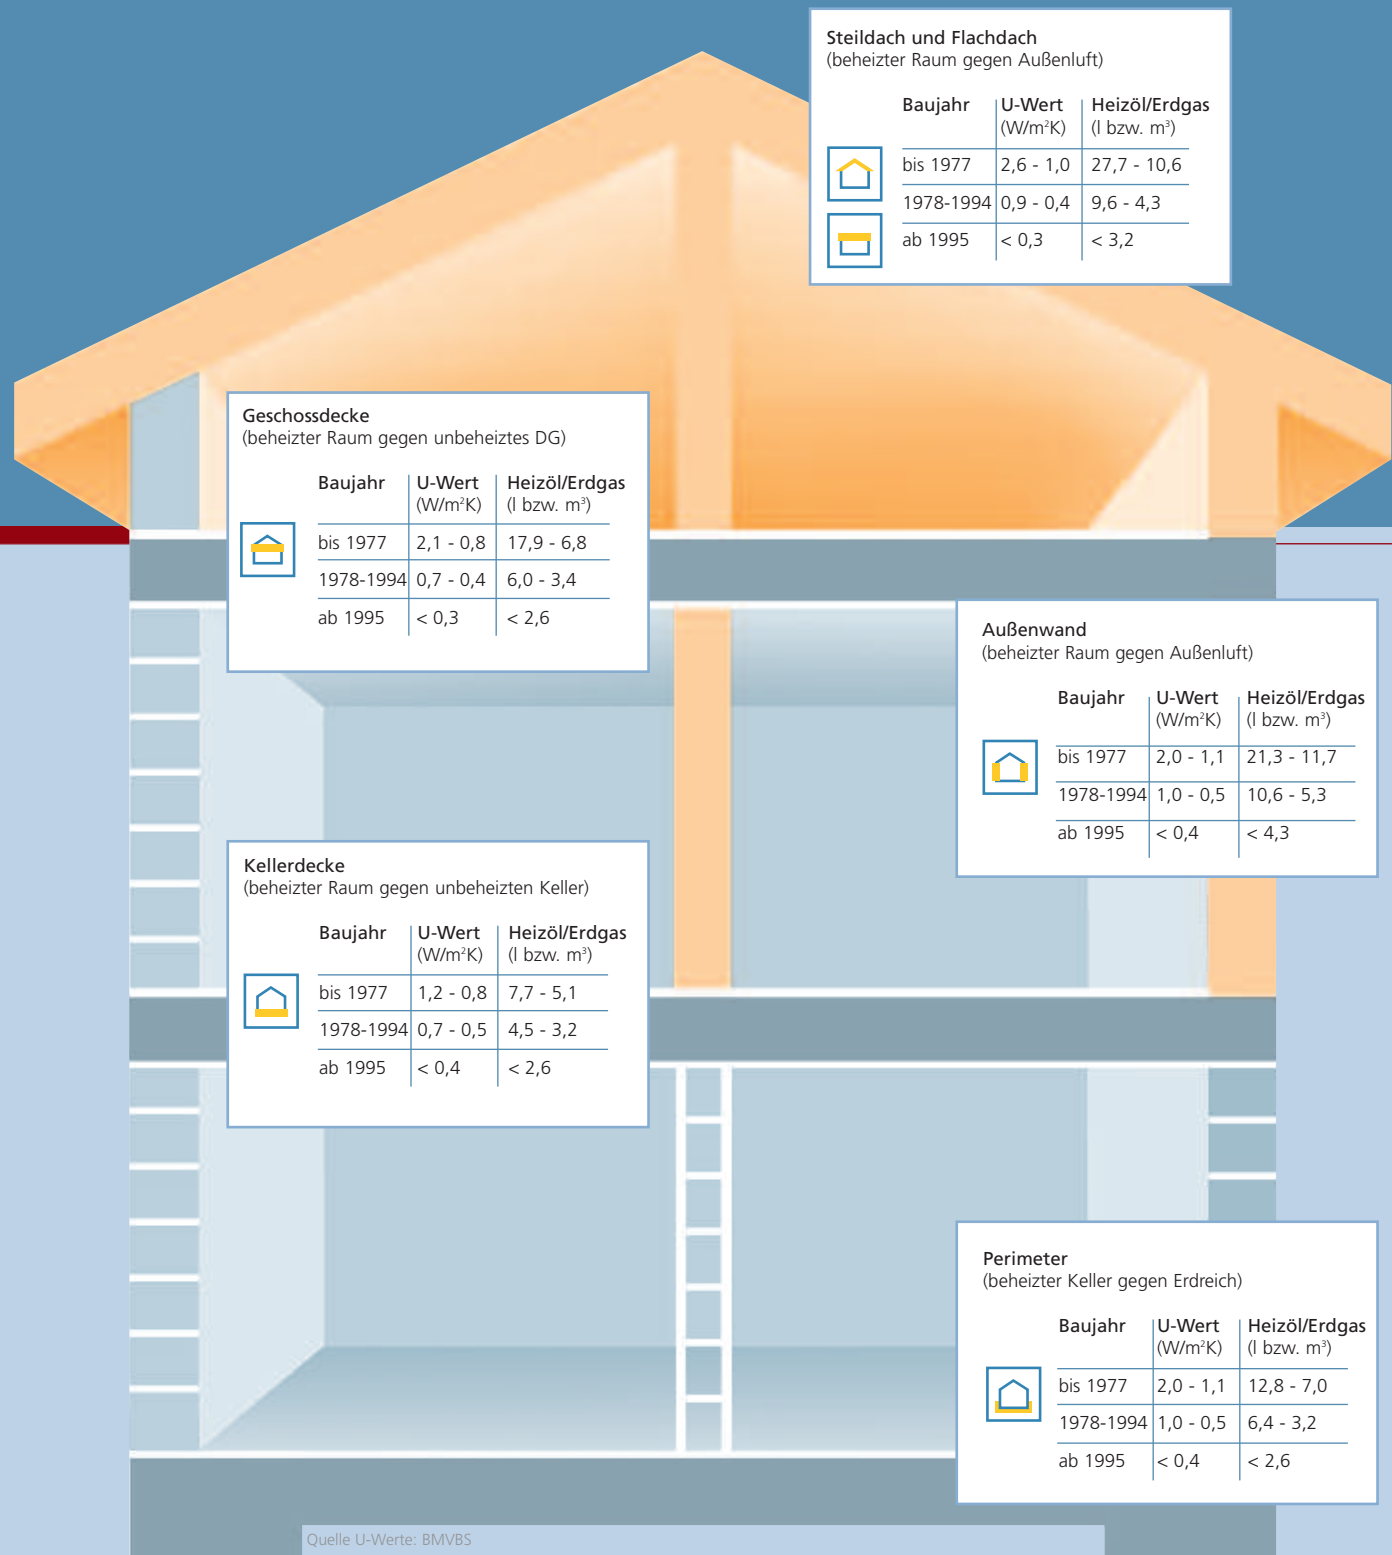 Steildach und Flachdach
(beheizter Raum gegen Außenluft)
Baujahr U-Wert Heizöl/Erdgas
(W/m²K) (l bzw. m³)
bis 1977 2,6 - 1,0 27,7 - 10,6
1978-1994 0,9 - 0,4 9,6 - 4,3
ab 1995 < 0,3 < 3,2
Geschossdecke
(beheizter Raum gegen unbeheiztes DG)
Baujahr U-Wert Heizöl/Erdgas
(W/m²K) (l bzw. m³)
bis 1977 2,1 - 0,8 17,9 - 6,8
1978-1994 0,7 - 0,4 6,0 - 3,4
ab 1995 < 0,3 < 2,6
Außenwand
(beheizter Raum gegen Außenluft)
Baujahr U-Wert Heizöl/Erdgas
(W/m²K) (l bzw. m³)
bis 1977 2,0 - 1,1 21,3 - 11,7
1978-1994 1,0 - 0,5 10,6 - 5,3
ab 1995 < 0,4 < 4,3
Kellerdecke
(beheizter Raum gegen unbeheizten Keller)
Baujahr U-Wert Heizöl/Erdgas
(W/m²K) (l bzw. m³)
bis 1977 1,2 - 0,8 7,7 - 5,1
1978-1994 0,7 - 0,5 4,5 - 3,2
ab 1995 < 0,4 < 2,6
Perimeter
(beheizter Keller gegen Erdreich)
Baujahr U-Wert Heizöl/Erdgas
(W/m²K) (l bzw. m³)
bis 1977 2,0 - 1,1 12,8 - 7,0
1978-1994 1,0 - 0,5 6,4 - 3,2
ab 1995 < 0,4 < 2,6
Quelle U-Werte: BMVBS